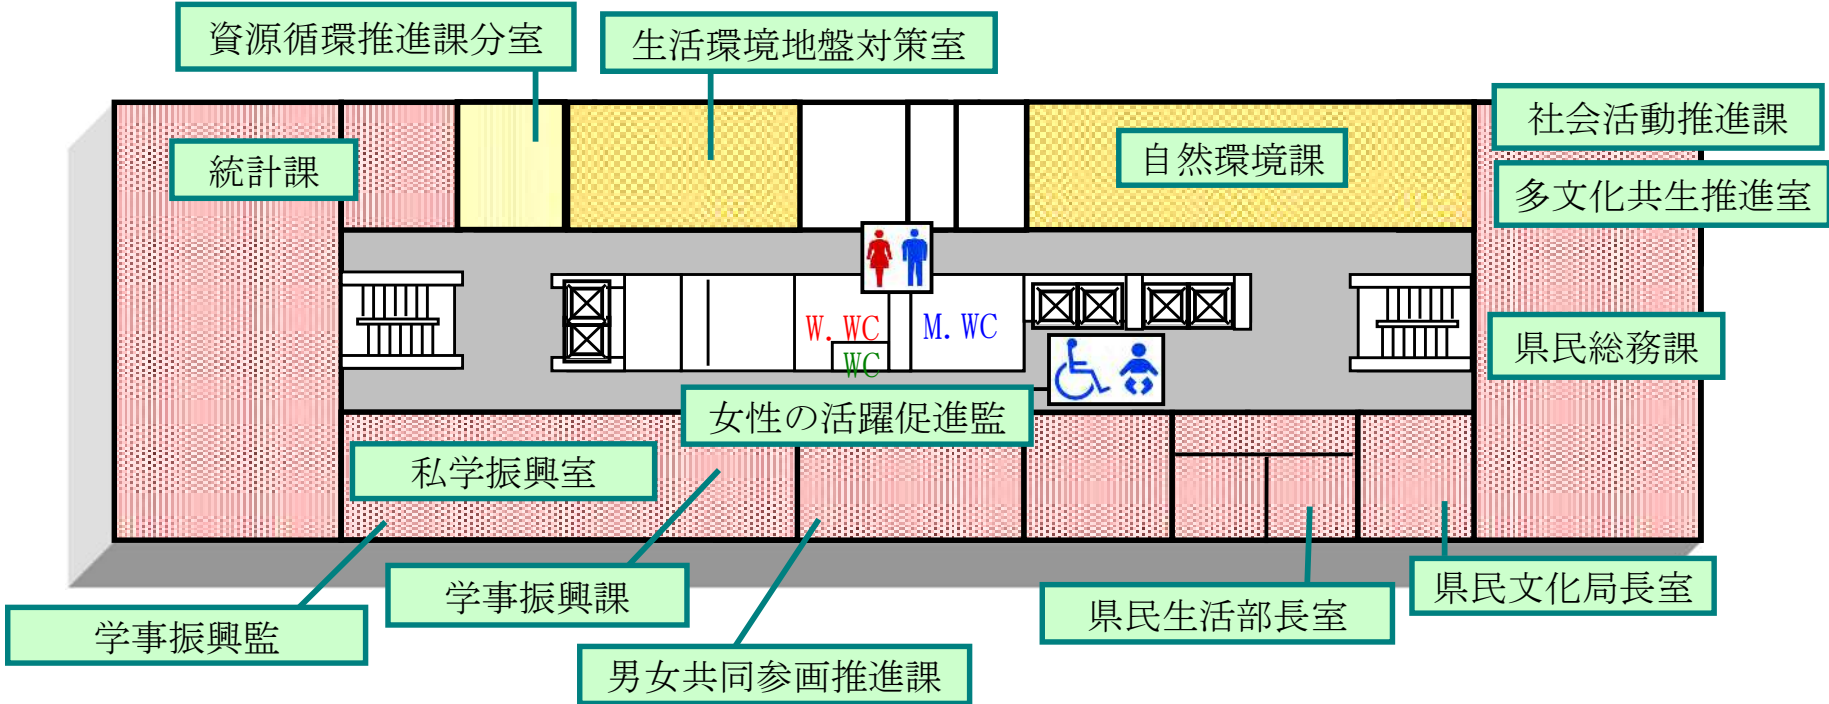 資源循環推進課分室
生活環境地盤対策室
社会活動推進課
統計課
自然環境課
多文化共生推進室
W.WC
M.WC
県民総務課
WC
女性の活躍促進監
私学振興室
学事振興課
県民文化局長室
県民生活部長室
学事振興監
男女共同参画推進課